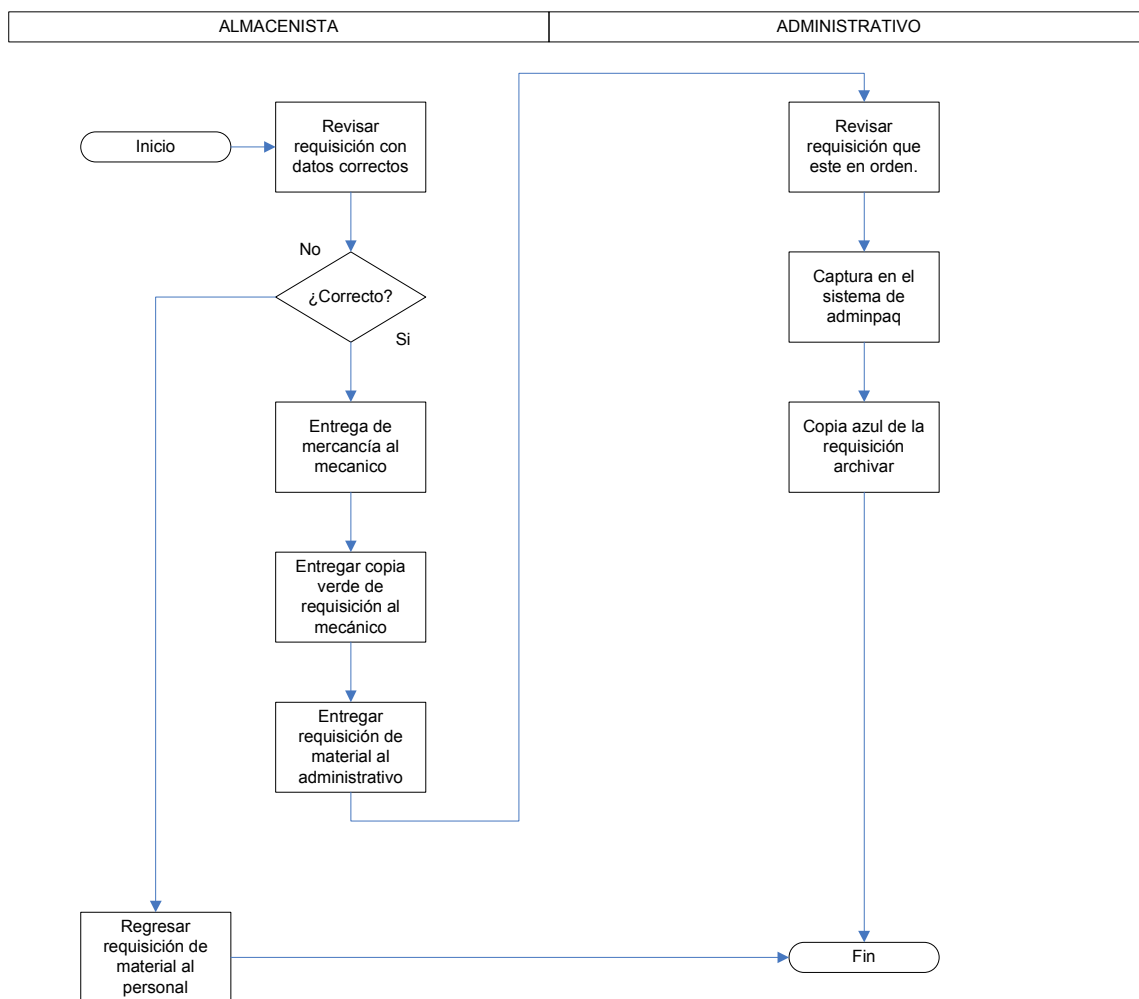 ALMACENISTA
ADMINISTRATIVO
Inicio
Revisar
requisición con
datos correctos
No
¿Correcto?
Si
Entrega de
mercancía al
mecanico
Entregar copia
verde de
requisición al
mecánico
Entregar
requisición de
material al
administrativo
Regresar
requisición de
material al
personal
Revisar
requisición que
este en orden.
Captura en el
sistema de
adminpaq
Copia azul de la
requisición
archivar
Fin